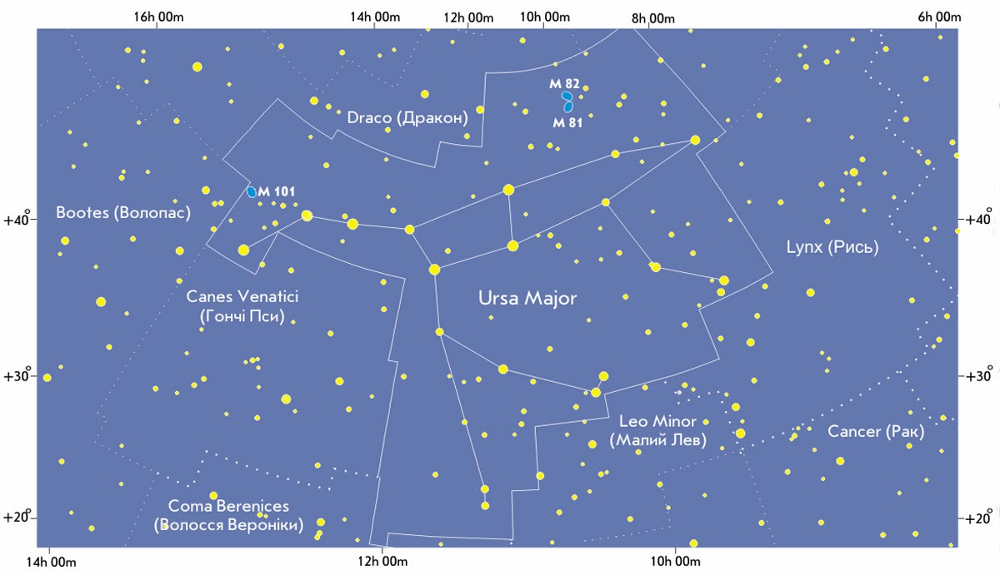 16h 00m
14h 00m
12h 00m
10h 00m
8h 00m
6h 00m
M 82
M 81
Draco (Дракон)
M 101
Bootes (Волопас)
+40°
+40°
Lynx (Рись)
Canes Venatici
(Гончі Пси)
Ursa Major
+30°
+30°
Leo Minor
(Малий Лев)
Cancer (Рак)
Coma Berenices
(Волосся Вероніки)
+20°
+20°
14h 00m
12h 00m
10h 00m